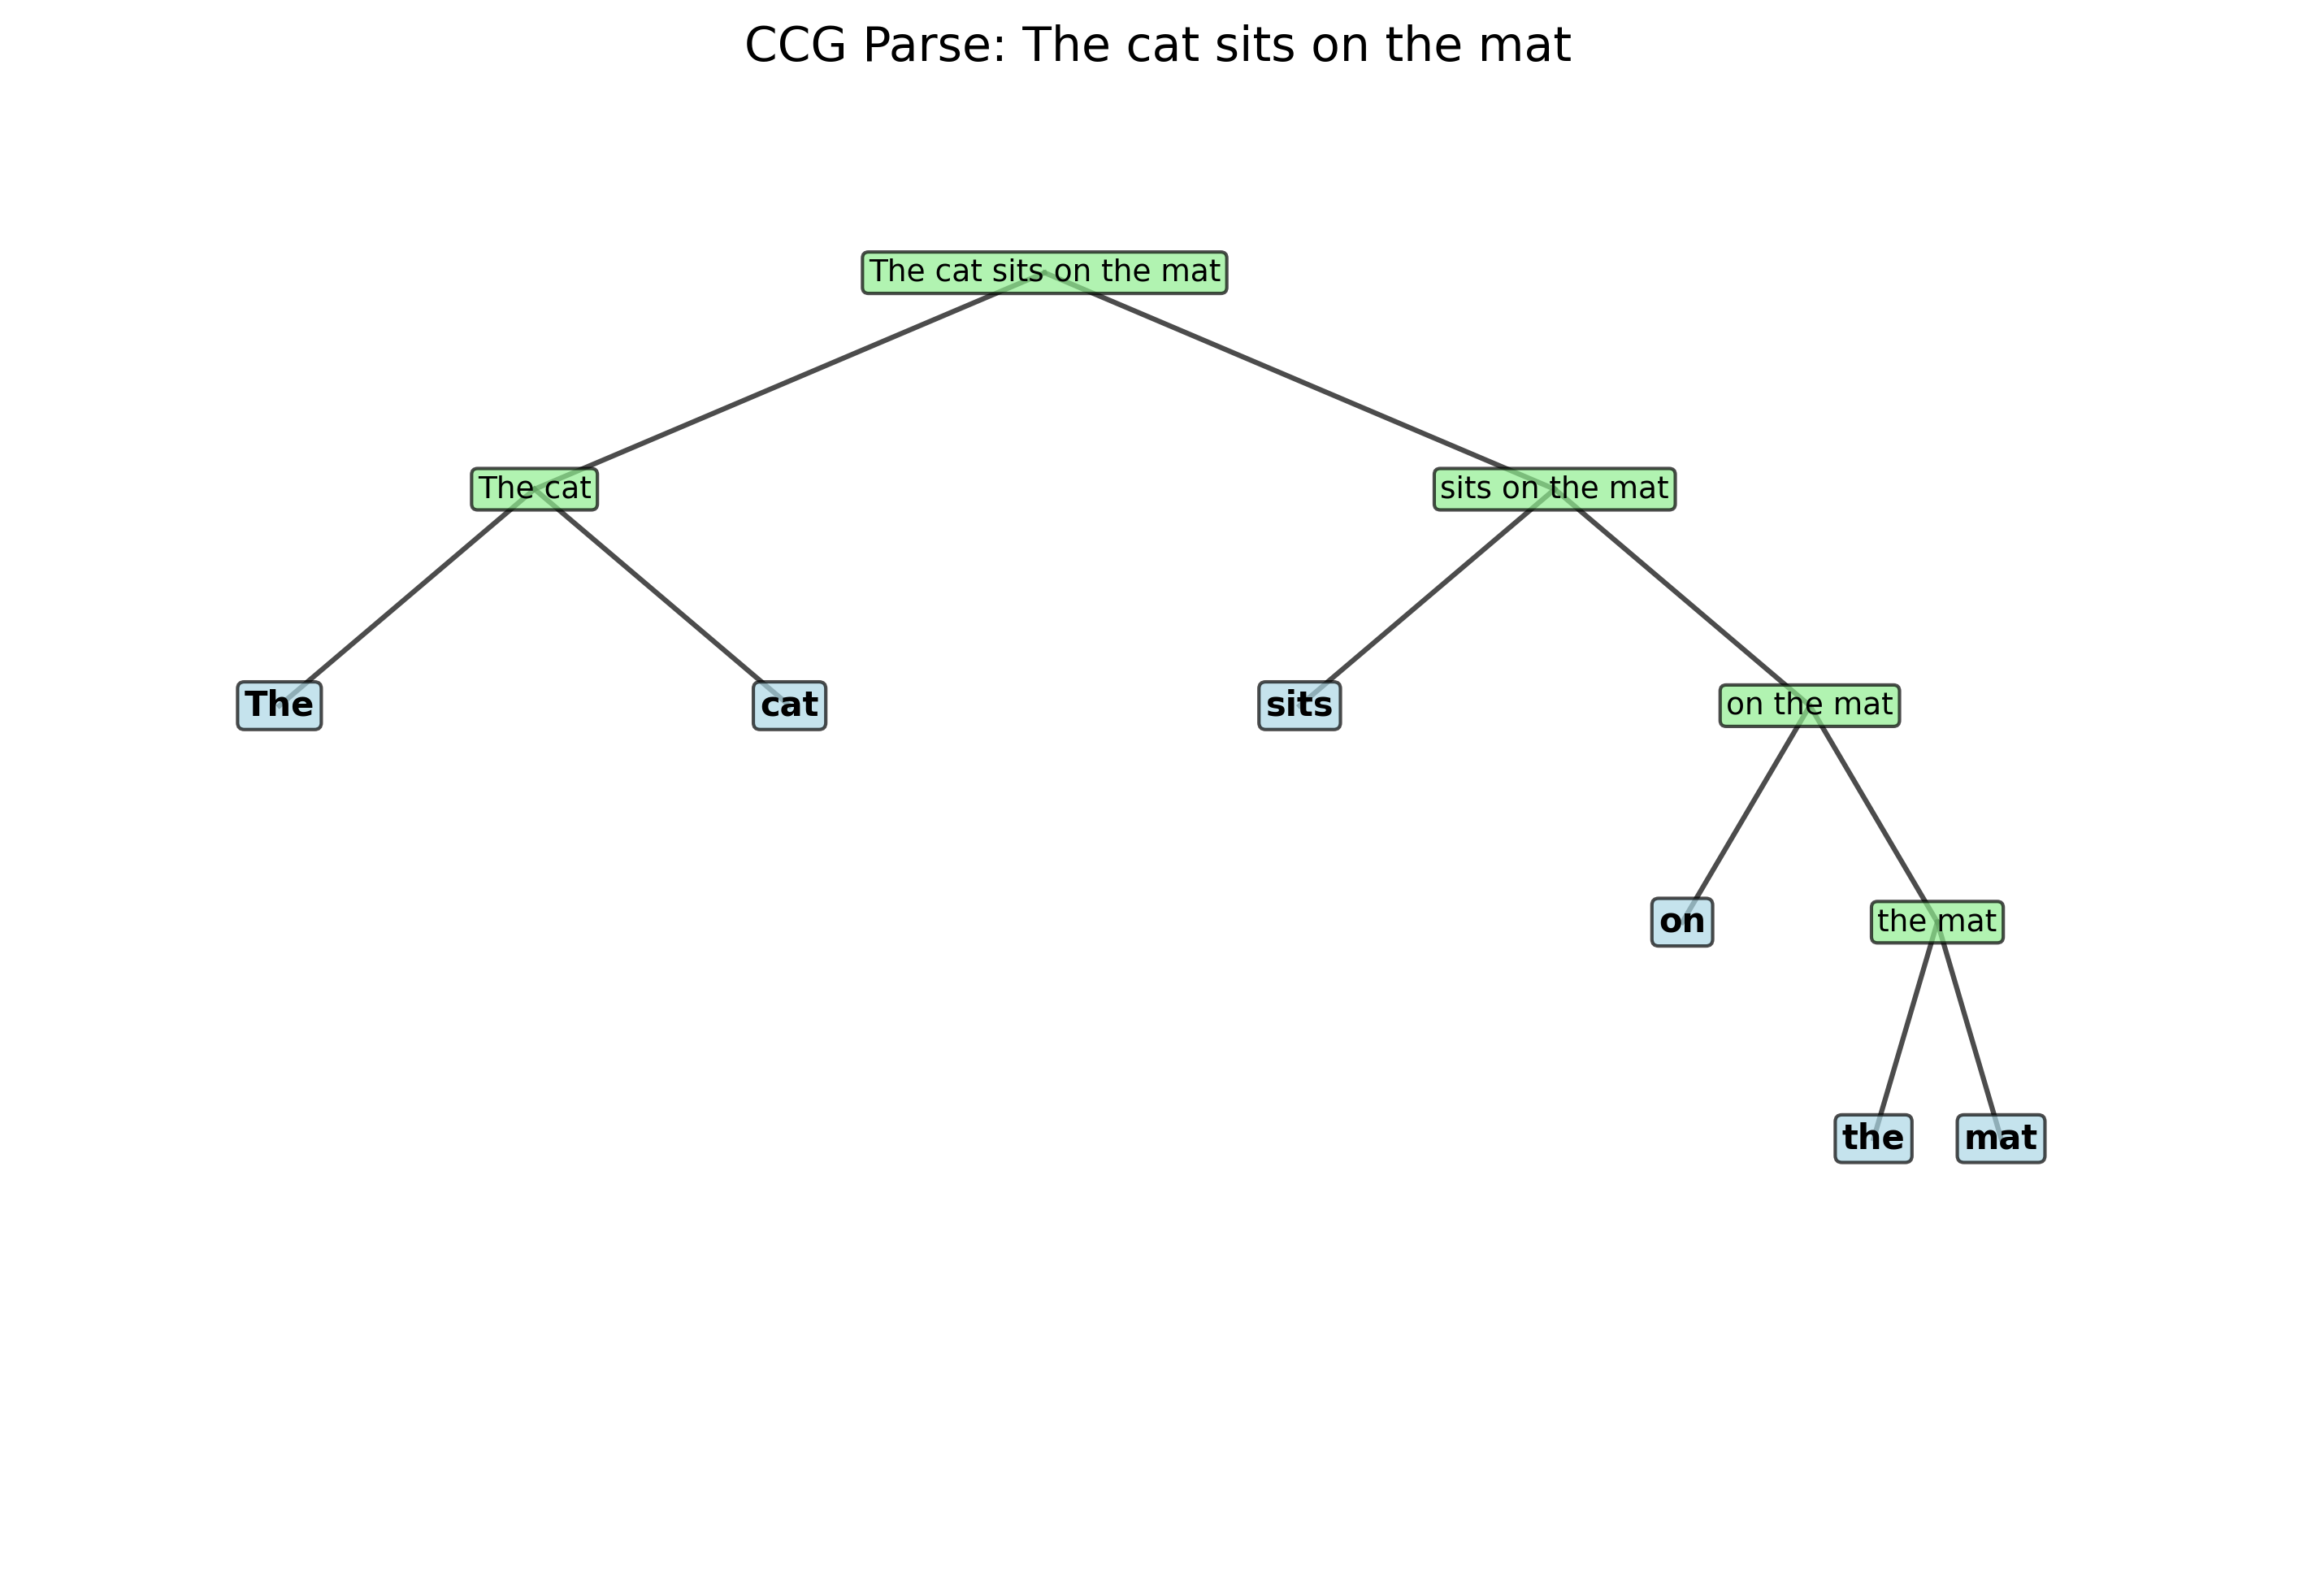 CCG Parse: The cat sits on the mat
The cat sits on the mat
The cat
sits on the mat
The
cat
sits
on the mat
on
the mat
the
mat